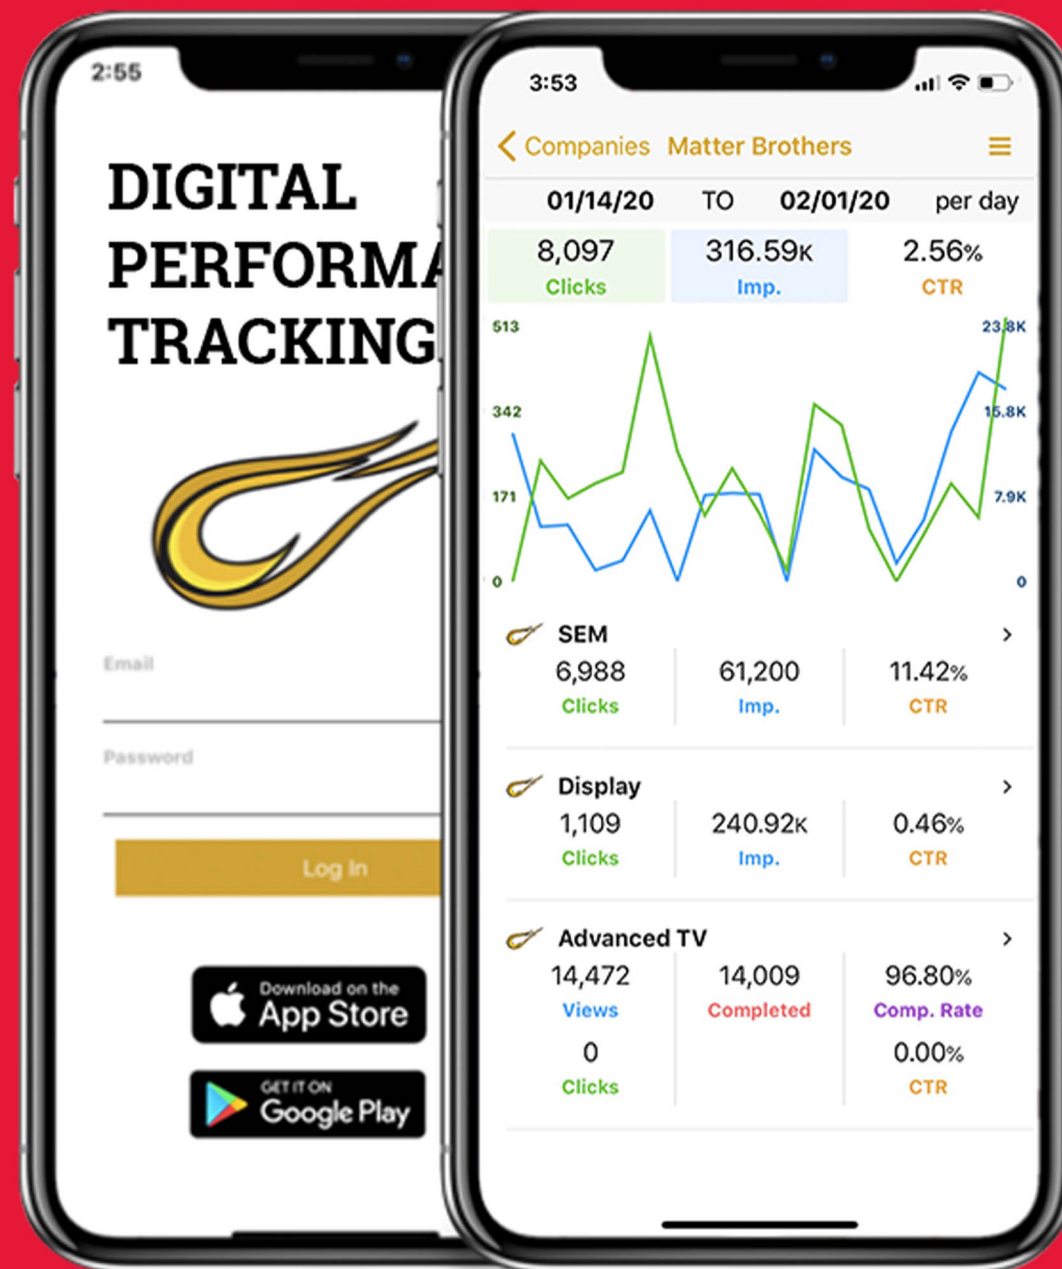 2:55
DIGITAL
PERFORMA
TRACKING
Email
Password
Log In
Download on the
App Store
GET IT ON
Google Play
3:53
Companies Matter Brothers
01/14/20 TO 02/01/20 per day
8,097 316.59K 2.56%
Clicks Imp. CTR
513 23.8K
342 15.8K
171 7.9K
0 0
SEM
6,988 61,200 11.42%
Clicks Imp. CTR
Display
1,109 240.92K 0.46%
Clicks Imp. CTR
Advanced TV
14,472 14,009 96.80%
Views Completed Comp. Rate
0 0.00%
Clicks CTR